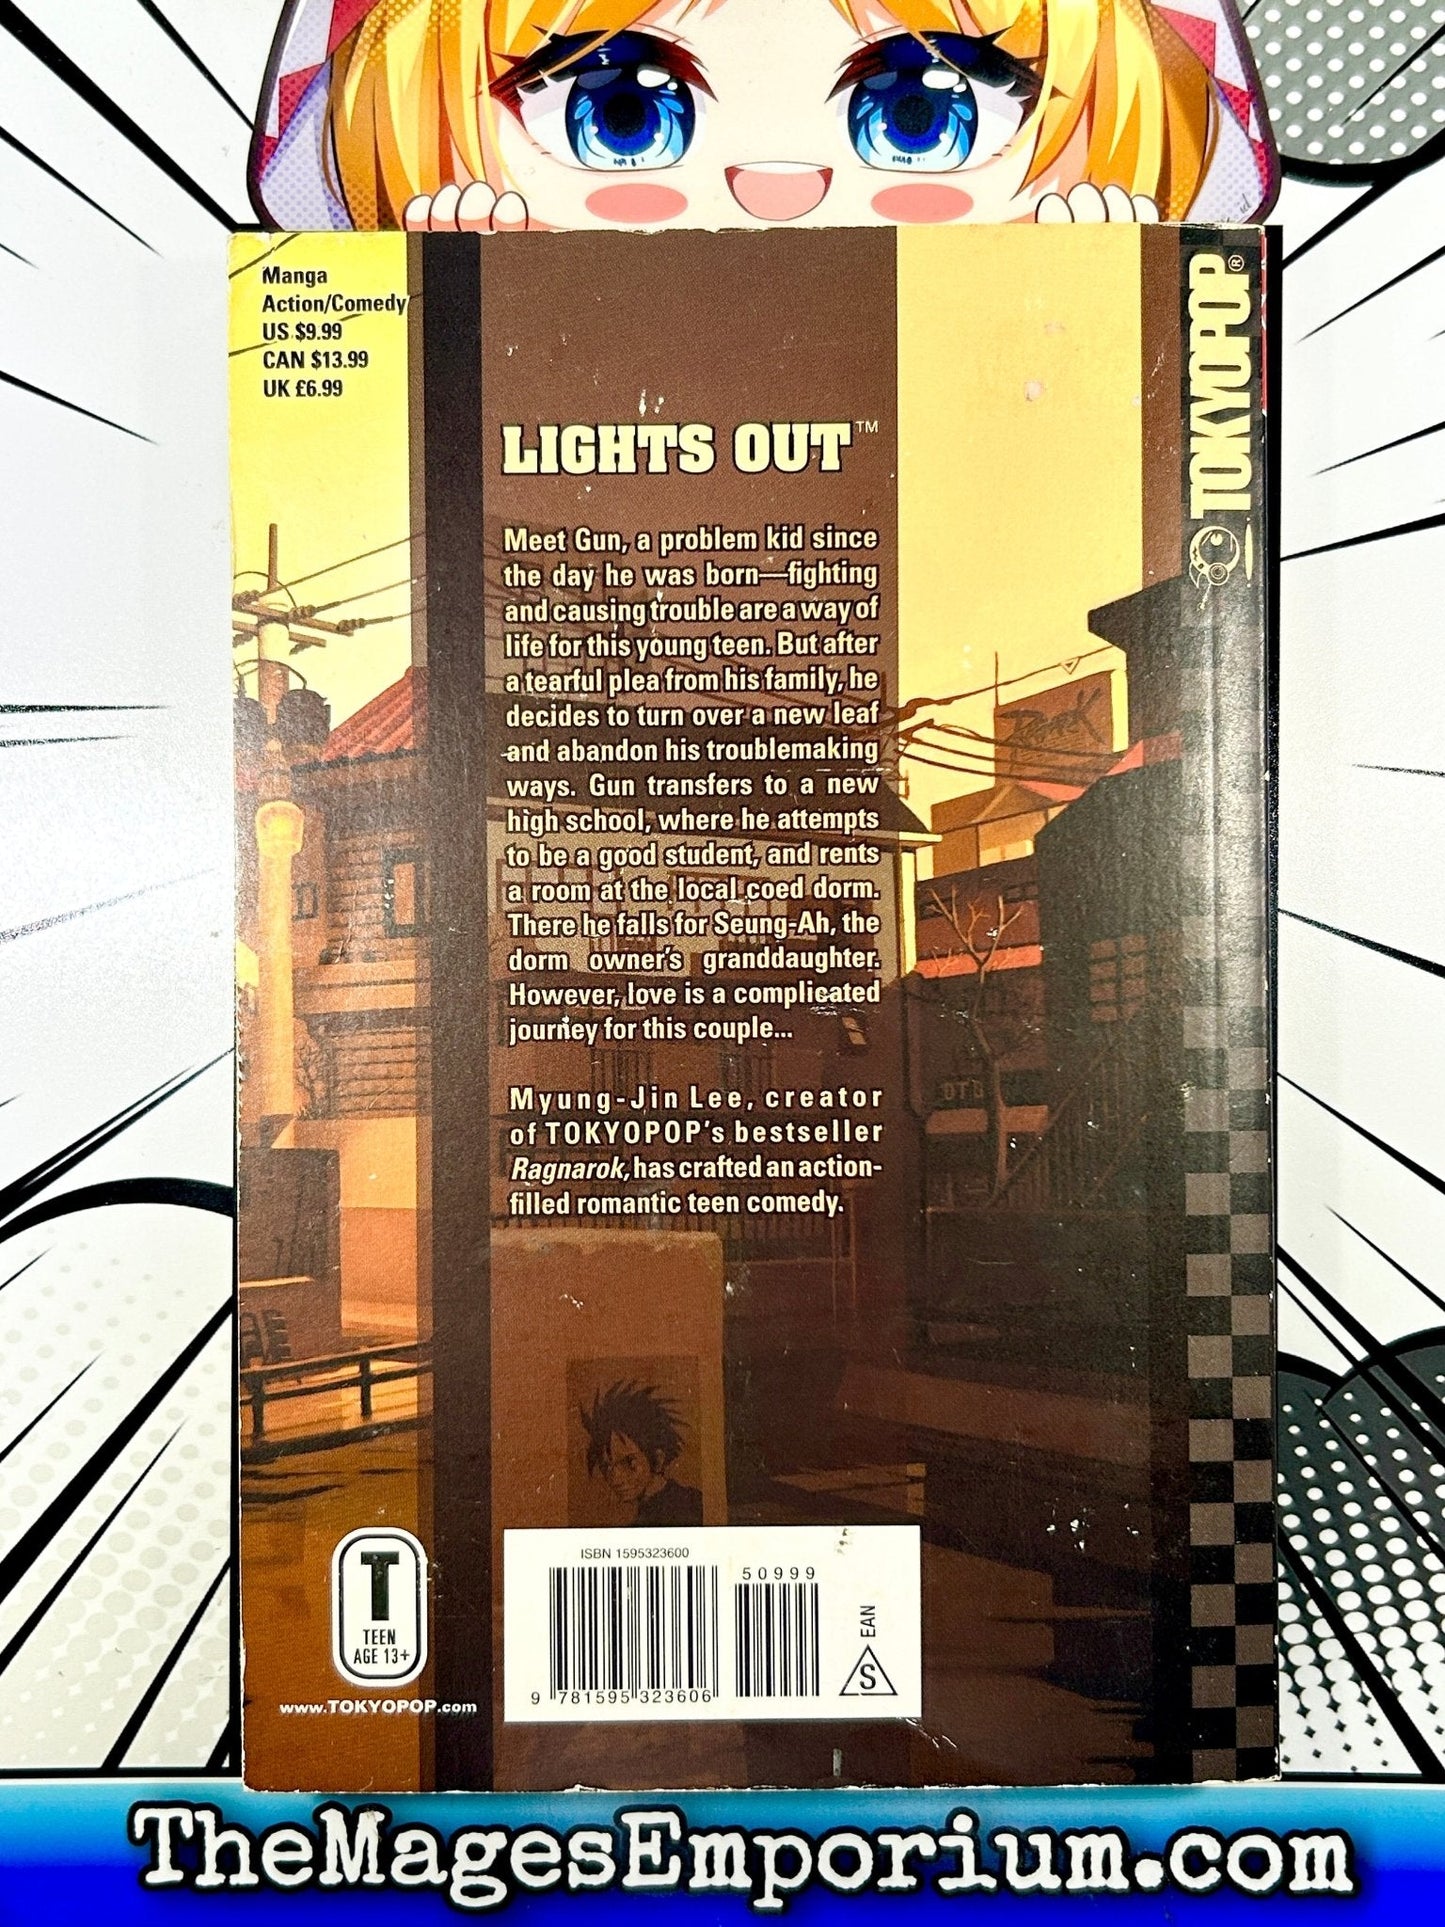 Manga
Action/Comedy
US $9.99
CAN $13.99
UK £6.99
TOKYOPOP®
LIGHTS OUT™
Meet Gun, a problem kid since
the day he was born—fighting
and causing trouble are a way of
life for this young teen. But after
a tearful plea from his family, he
decides to turn over a new leaf
and abandon his troublemaking
ways. Gun transfers to a new
high school, where he attempts
to be a good student, and rents
a room at the local coed dorm.
There he falls for Seung-Ah, the
dorm owner's granddaughter.
However, love is a complicated
journey for this couple...
Myung-Jin Lee, creator
of TOKYOPOP's bestseller
Ragnarok, has crafted an action-
filled romantic teen comedy.
T
TEEN
AGE 13+
www.TOKYOPOP.com
ISBN 1595323600
50999
9 781595 323606
EAN
S
TheMagesEmporium.com